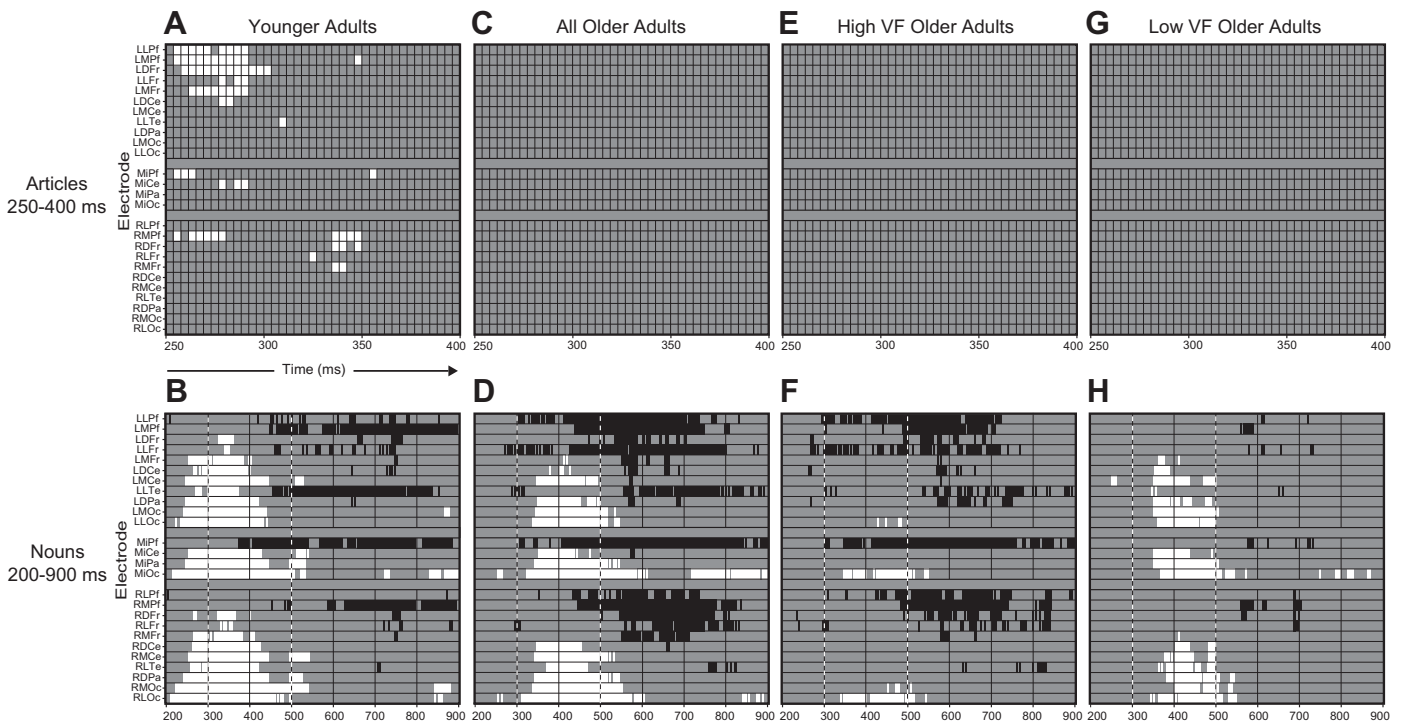 A Younger Adults
C All Older Adults
E High VF Older Adults
G Low VF Older Adults
Articles
250-400 ms
Electrode
LLPf
LMPf
LDFr
LLFr
LMFr
LDCe
LMCe
LLTe
LDPa
LMOc
LLOc
MiPf
MiCe
MiPa
MiOc
RLPf
RMPf
RDFr
RLFr
RMFr
RDCe
RMCe
RLTe
RDPa
RMOc
RLOc
250 300 350 400
250 300 350 400
250 300 350 400
250 300 350 400
Time (ms)
B
D
F
H
Nouns
200-900 ms
Electrode
LLPf
LMPf
LDFr
LLFr
LMFr
LDCe
LMCe
LLTe
LDPa
LMOc
LLOc
MiPf
MiCe
MiPa
MiOc
RLPf
RMPf
RDFr
RLFr
RMFr
RDCe
RMCe
RLTe
RDPa
RMOc
RLOc
200 300 400 500 600 700 800 900
200 300 400 500 600 700 800 900
200 300 400 500 600 700 800 900
200 300 400 500 600 700 800 900